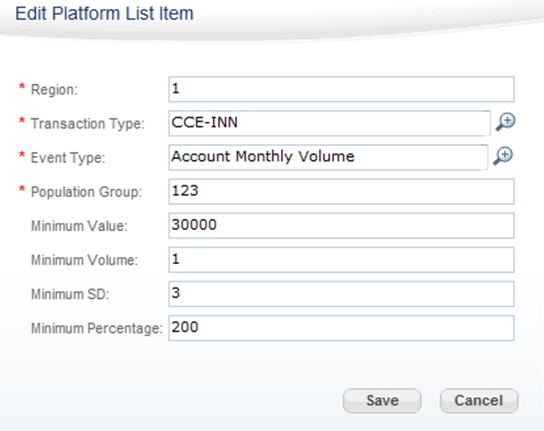 Edit Platform List Item
* Region: 1
* Transaction Type: CCE-INN
* Event Type: Account Monthly Volume
* Population Group: 123
Minimum Value: 30000
Minimum Volume: 1
Minimum SD: 3
Minimum Percentage: 200
Save Cancel